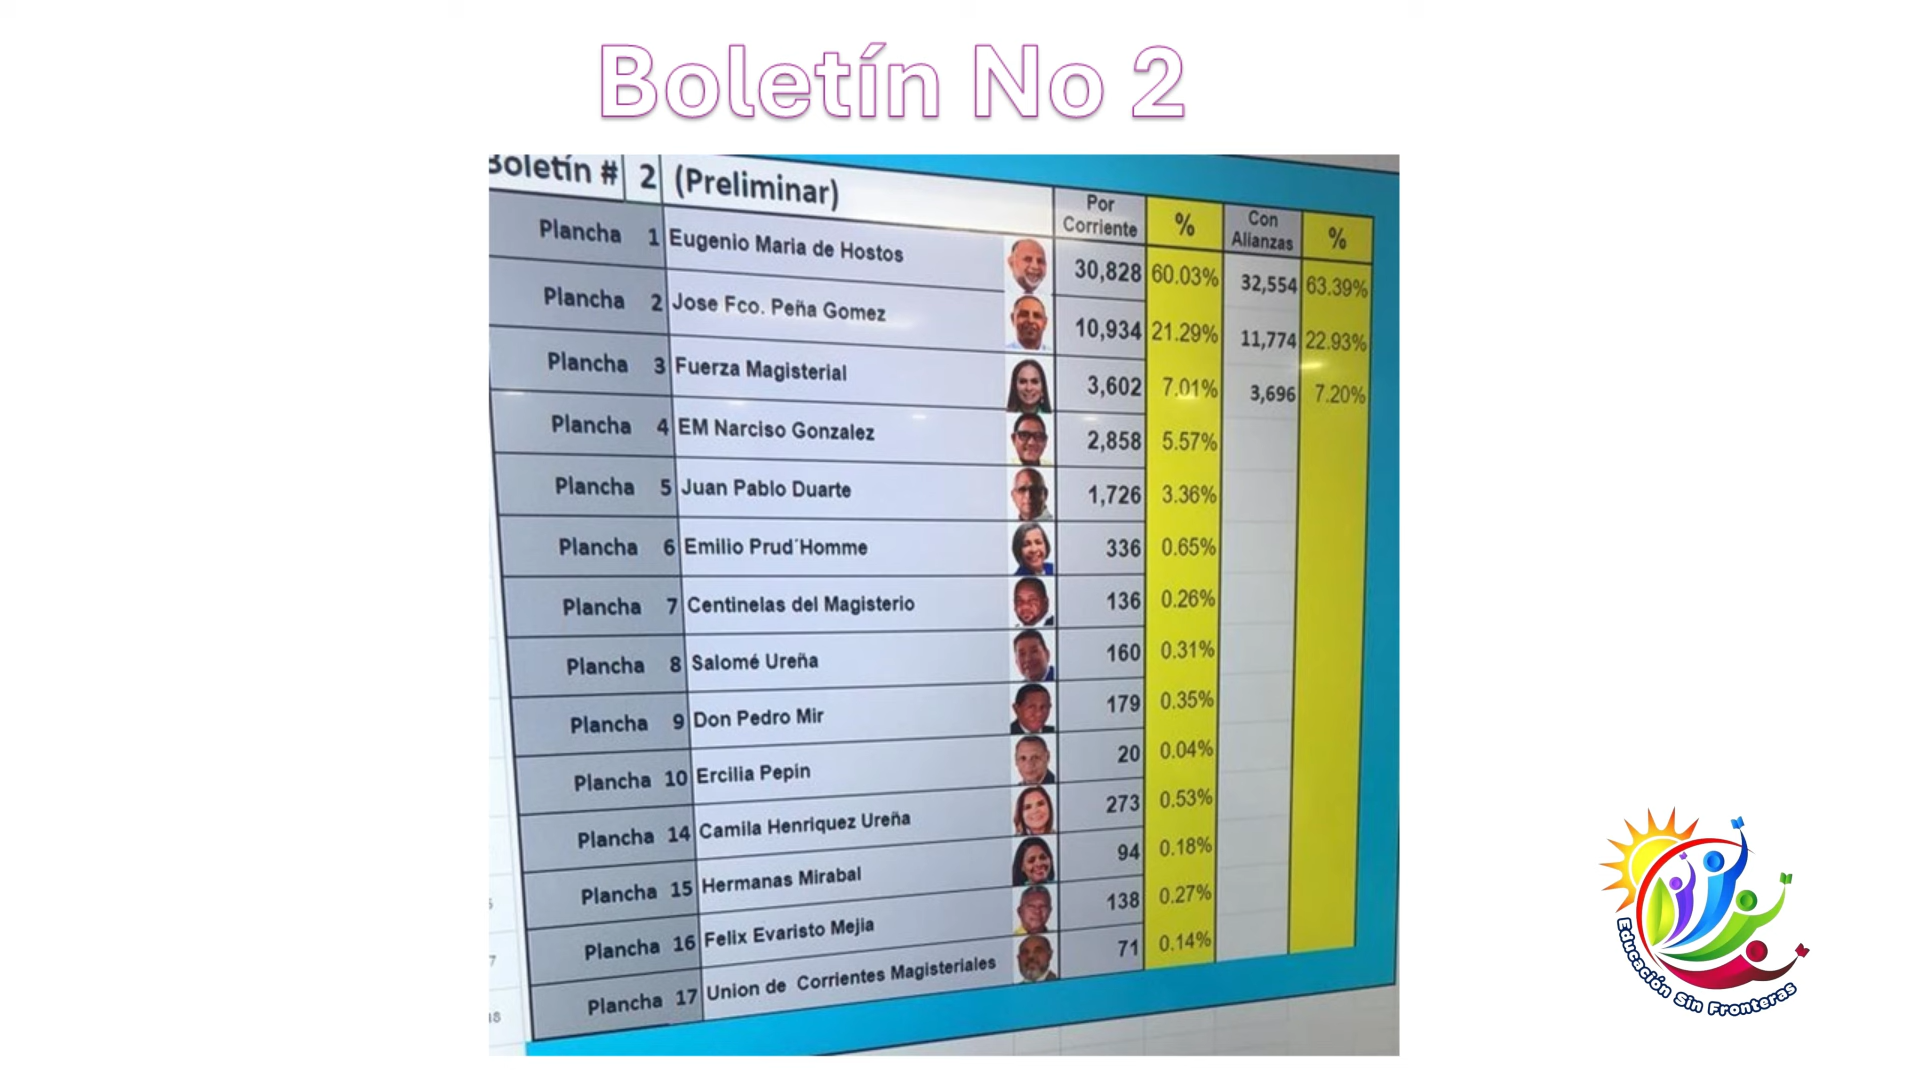 Boletín No 2
Boletín # 2 (Preliminar)
Por Corriente % Con Alianzas %
Plancha 1 Eugenio Maria de Hostos 30,828 60.03% 32,554 63.39%
Plancha 2 Jose Fco. Peña Gomez 10,934 21.29% 11,774 22.93%
Plancha 3 Fuerza Magisterial 3,602 7.01% 3,696 7.20%
Plancha 4 EM Narciso Gonzalez 2,858 5.57%
Plancha 5 Juan Pablo Duarte 1,726 3.36%
Plancha 6 Emilio Prud´Homme 336 0.65%
Plancha 7 Centinelas del Magisterio 136 0.26%
Plancha 8 Salomé Ureña 160 0.31%
Plancha 9 Don Pedro Mir 179 0.35%
Plancha 10 Ercilia Pepin 20 0.04%
Plancha 14 Camila Henriquez Ureña 273 0.53%
Plancha 15 Hermanas Mirabal 94 0.18%
Plancha 16 Felix Evaristo Mejia 138 0.27%
Plancha 17 Union de Corrientes Magisteriales 71 0.14%
Educación Sin Fronteras